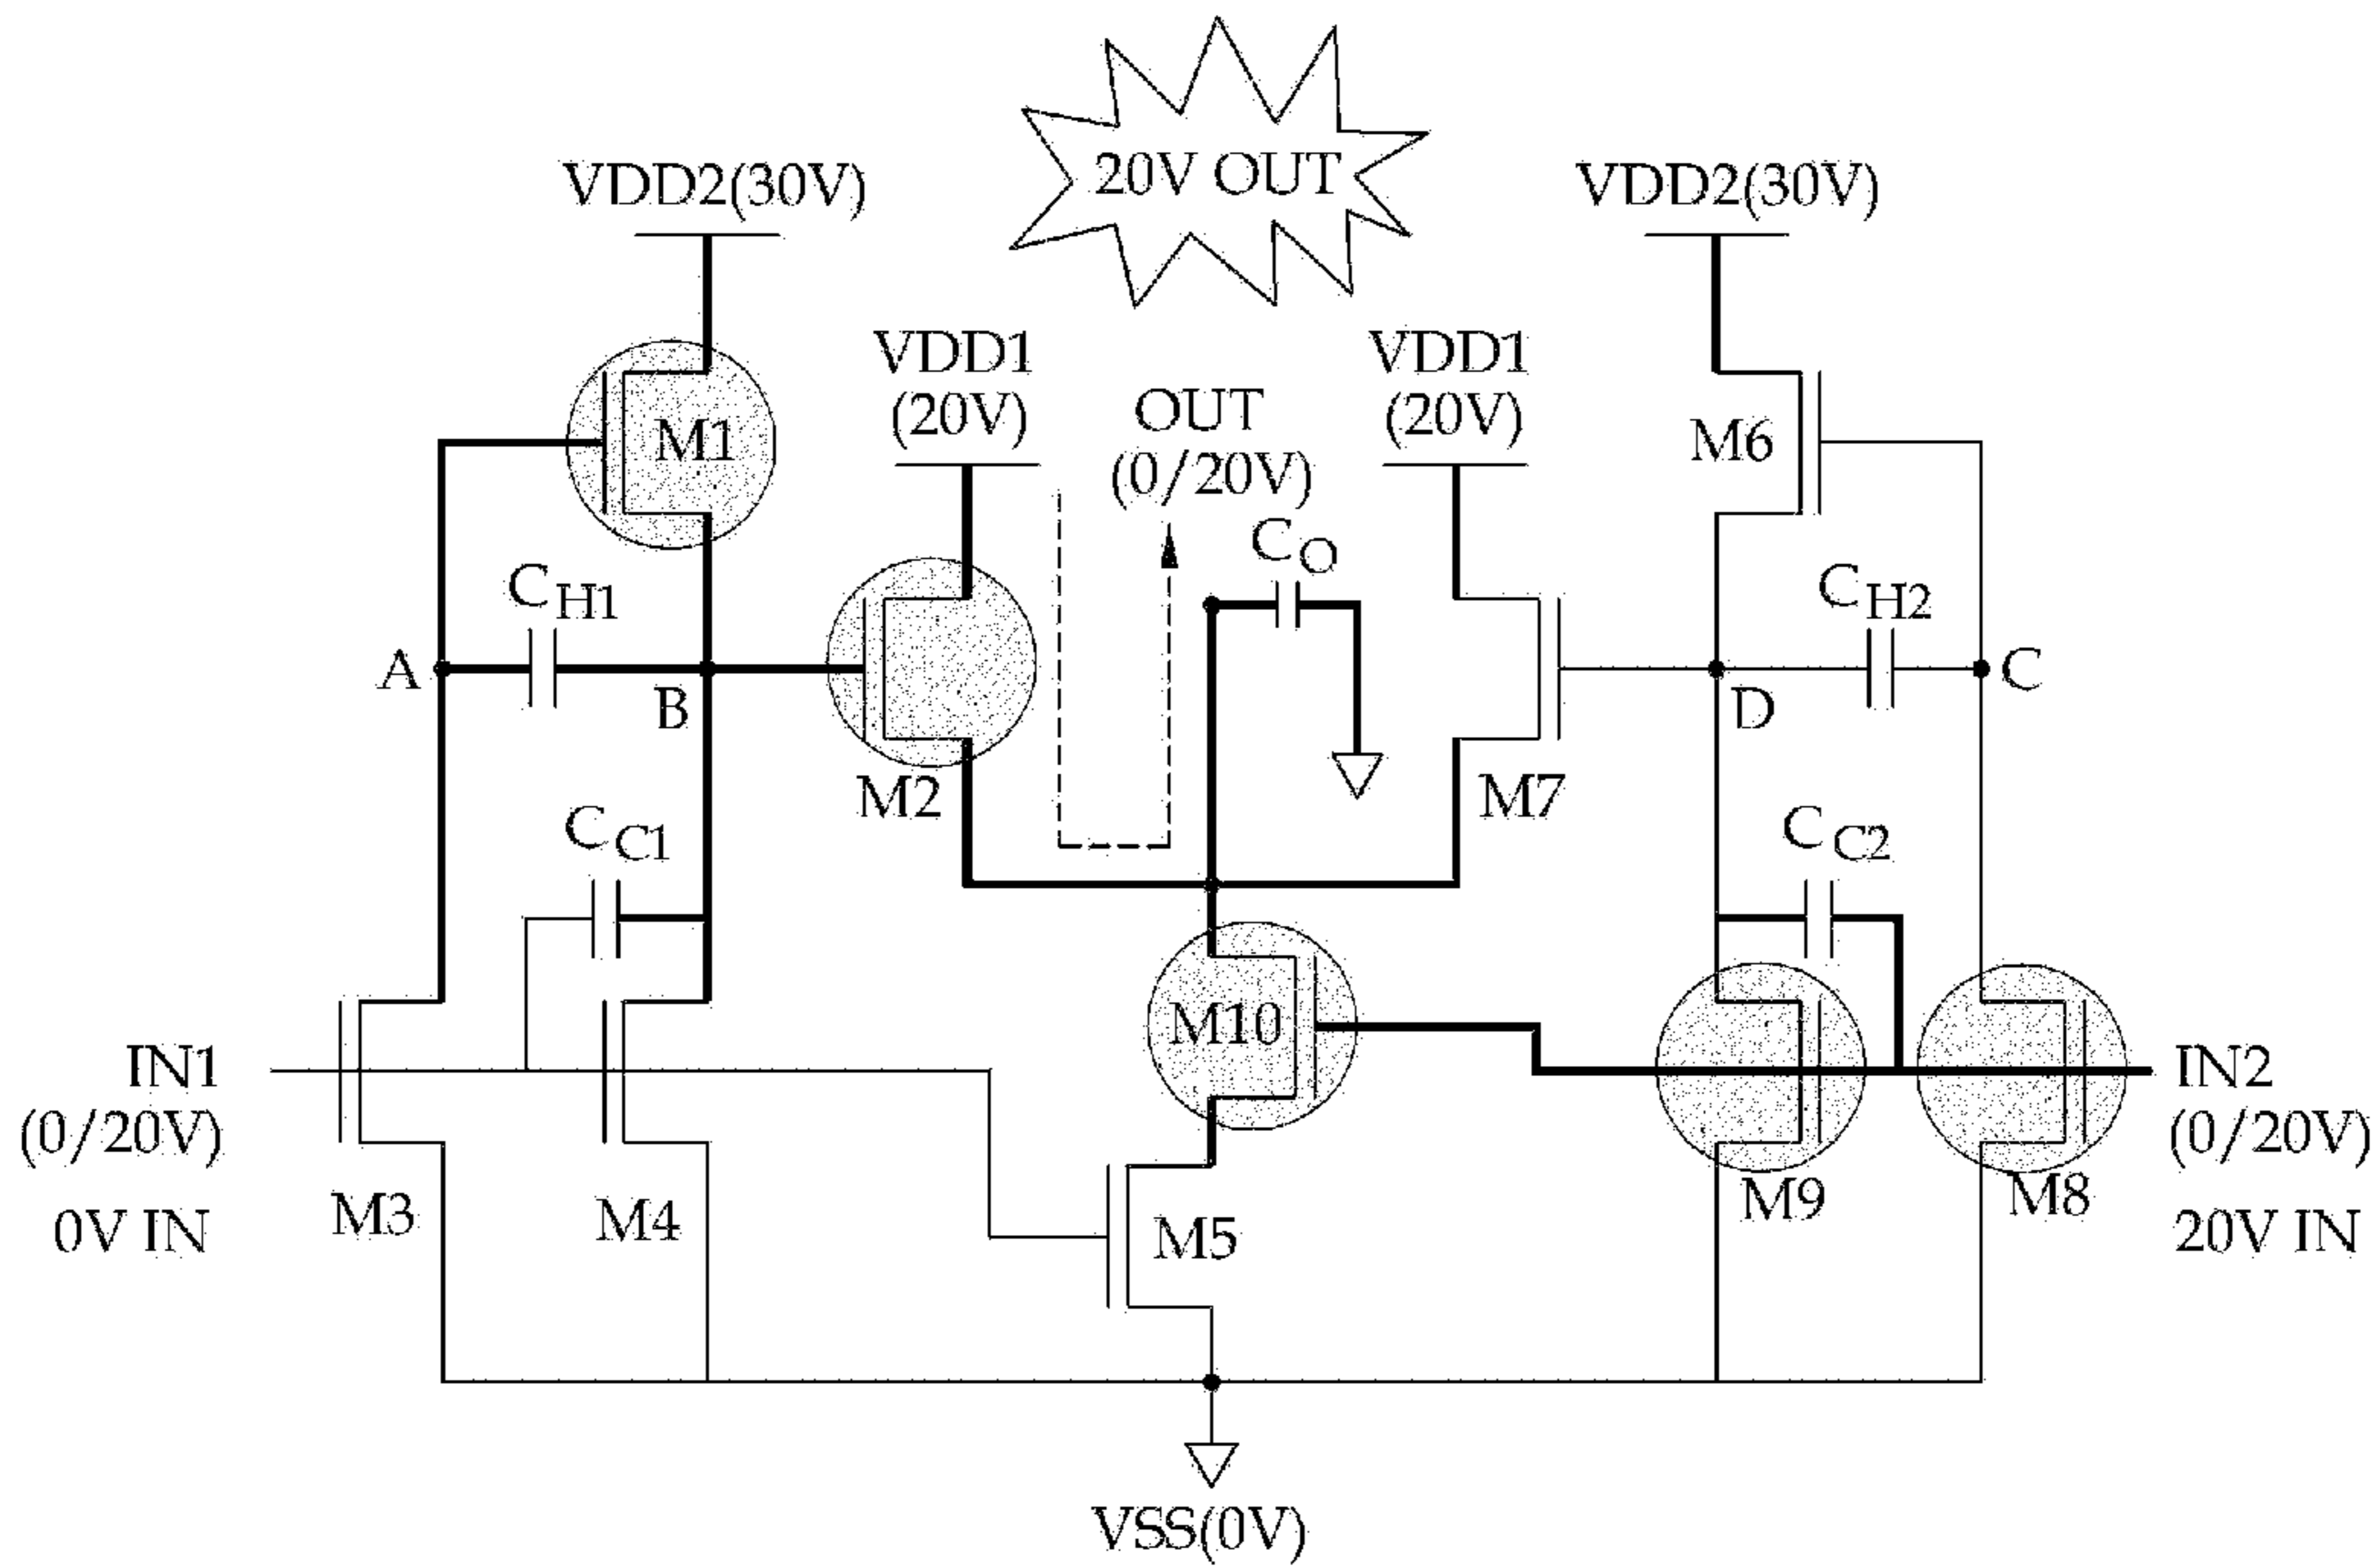 20V OUT
VDD2(30V)
VDD2(30V)
VDD1
(20V)
OUT
(0/20V)
VDD1
(20V)
M1
M6
CO
CH1
CH2
A
B
D
C
M2
M7
CC1
CC2
M10
IN1
(0/20V)
0V IN
IN2
(0/20V)
20V IN
M3
M4
M5
M9
M8
VSS(0V)